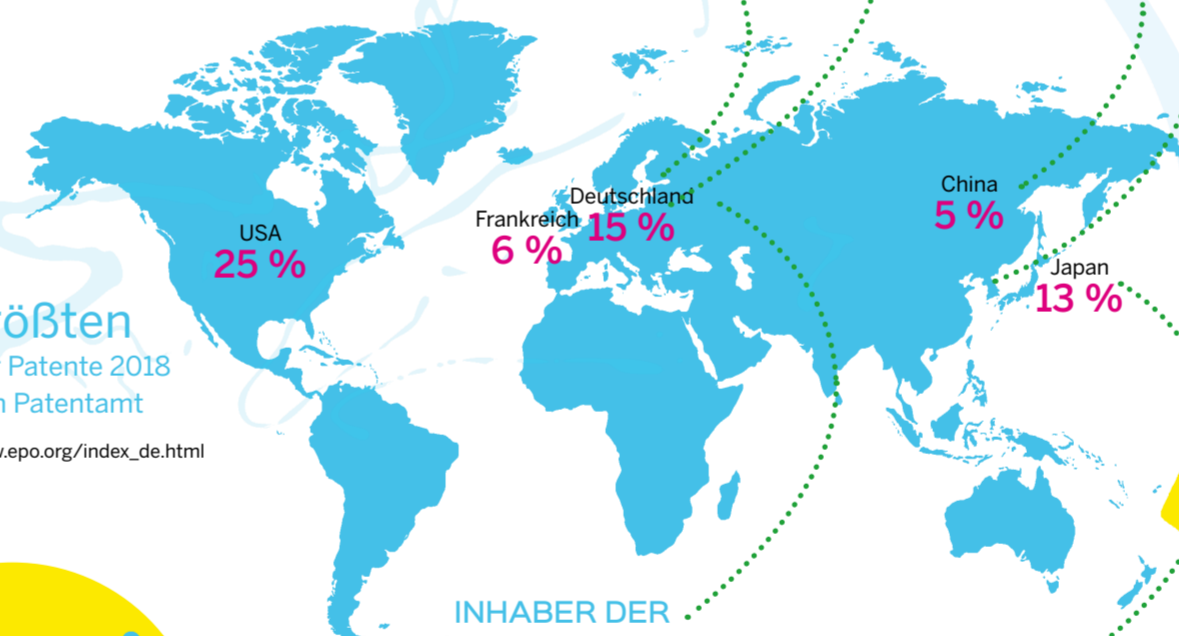 USA
25 %
Frankreich
6 %
Deutschland
15 %
China
5 %
Japan
13 %
Patente 2018
Patentamt
.epo.org/index_de.html
INHABER DER